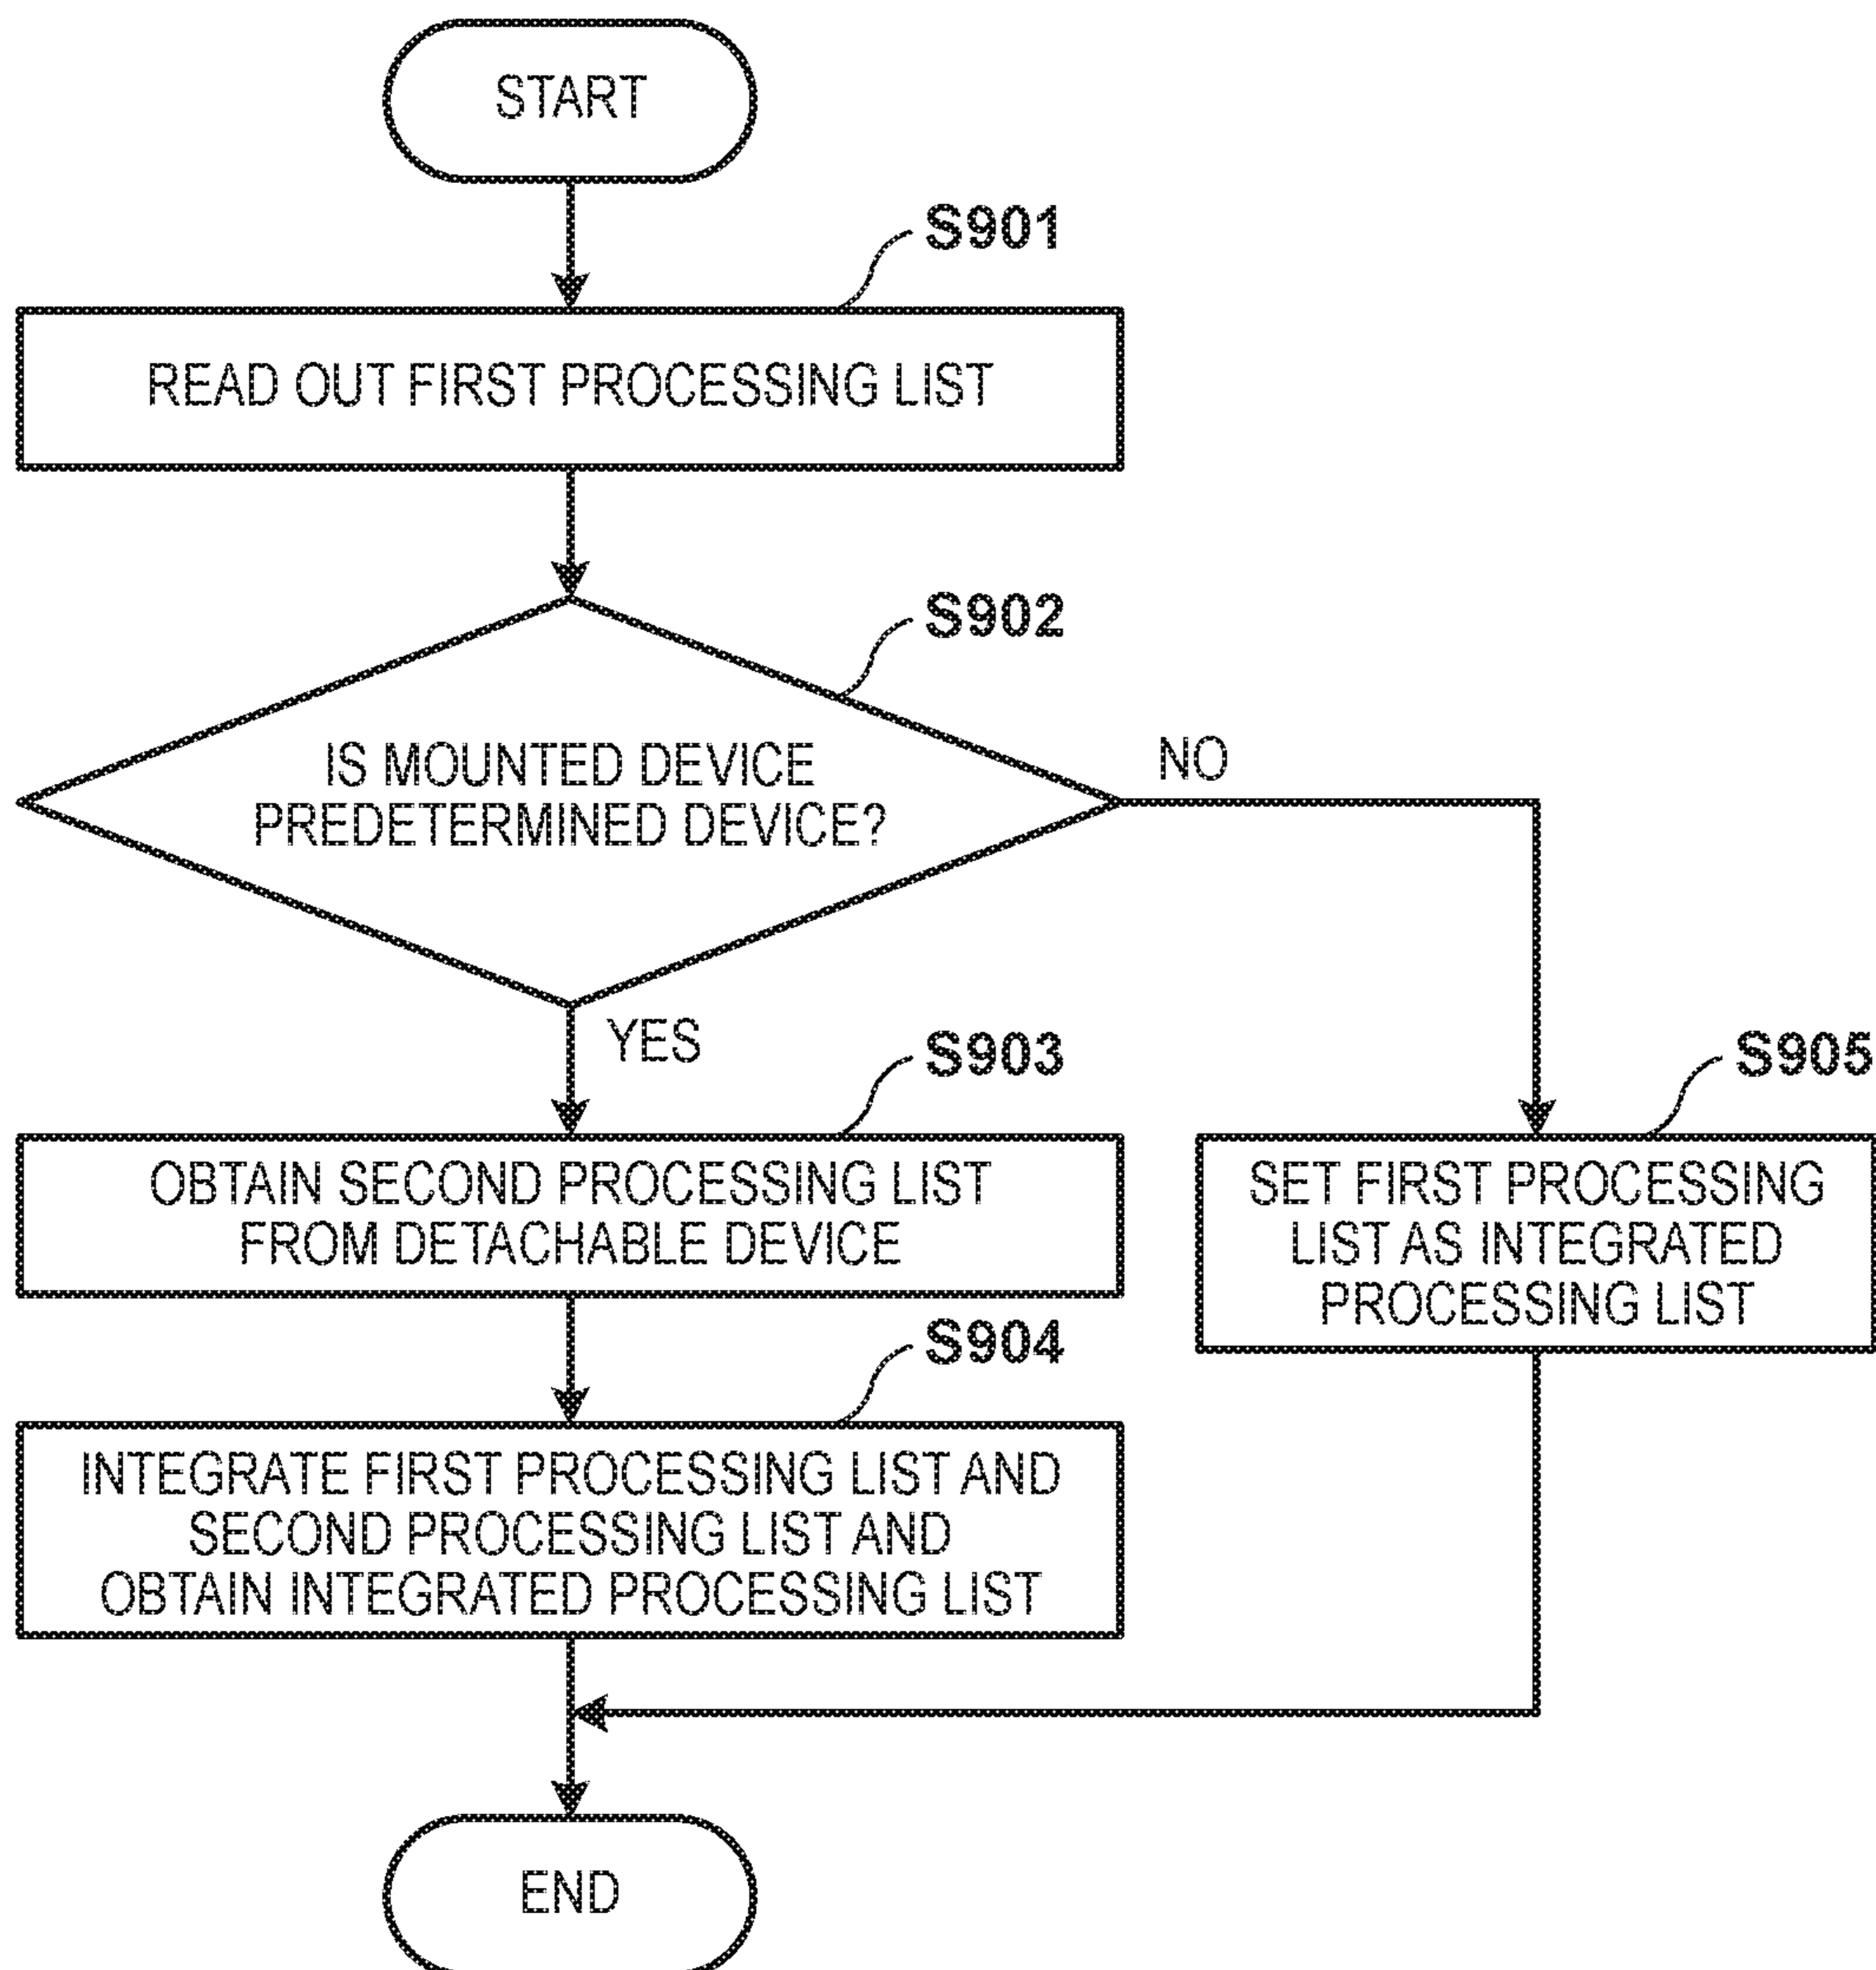 START
S901
READ OUT FIRST PROCESSING LIST
S902
IS MOUNTED DEVICE
PREDETERMINED DEVICE?
NO
YES
S903
OBTAIN SECOND PROCESSING LIST
FROM DETACHABLE DEVICE
S905
SET FIRST PROCESSING
LIST AS INTEGRATED
PROCESSING LIST
S904
INTEGRATE FIRST PROCESSING LIST AND
SECOND PROCESSING LIST AND
OBTAIN INTEGRATED PROCESSING LIST
END